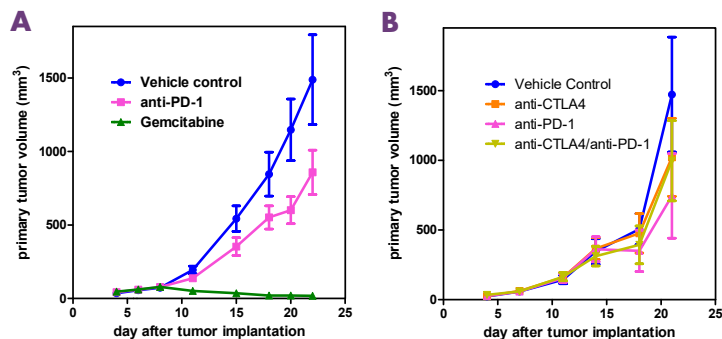 A
primary tumor volume (mm³)
1500
1000
500
0
0 5 10 15 20 25
day after tumor implantation
Vehicle control
anti-PD-1
Gemcitabine
B
primary tumor volume (mm³)
1500
1000
500
0
0 5 10 15 20 25
day after tumor implantation
Vehicle Control
anti-CTLA4
anti-PD-1
anti-CTLA4/anti-PD-1